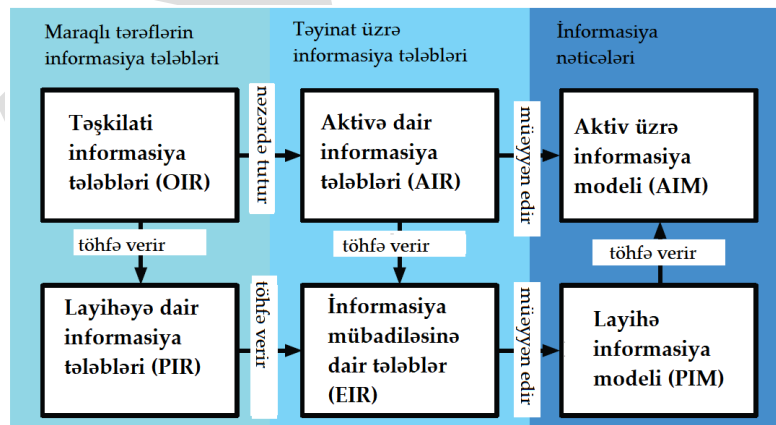 Maraqlı tərəflərin
informasiya tələbləri
Təyinat üzrə
informasiya tələbləri
İnformasiya
nəticələri
Təşkilati
informasiya
tələbləri (OIR)
nəzərdə tutur
Aktivə dair
informasiya
tələbləri (AIR)
müəyyən edir
Aktiv üzrə
informasiya
modeli (AIM)
töhfə verir
töhfə verir
töhfə verir
Layihəyə dair
informasiya
tələbləri (PIR)
töhfə verir
İnformasiya
mübadiləsinə
dair tələblər
(EIR)
müəyyən edir
Layihə
informasiya
modeli (PIM)